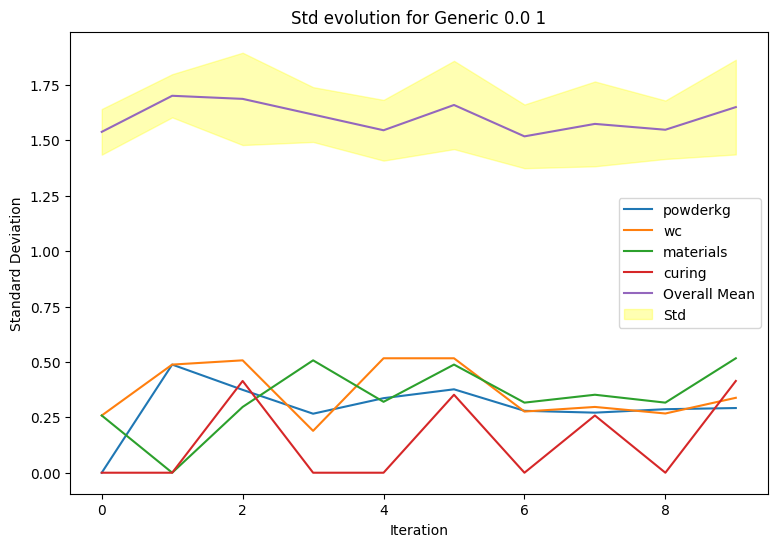 Std evolution for Generic 0.0 1
Standard Deviation
1.75
1.50
1.25
1.00
0.75
0.50
0.25
0.00
powderkg
wc
materials
curing
Overall Mean
Std
0 2 4 6 8
Iteration